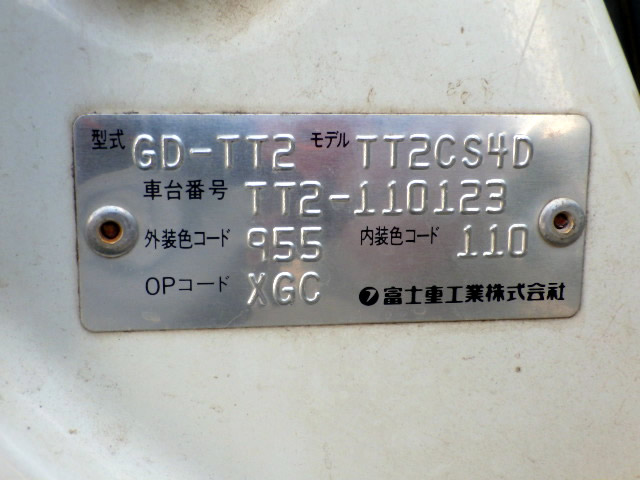 型式 GD-TT2 モデル TT2CS4D
車台番号 TT2-110123
外装色コード 955 内装色コード 110
OPコード XGC 富士重工業株式会社